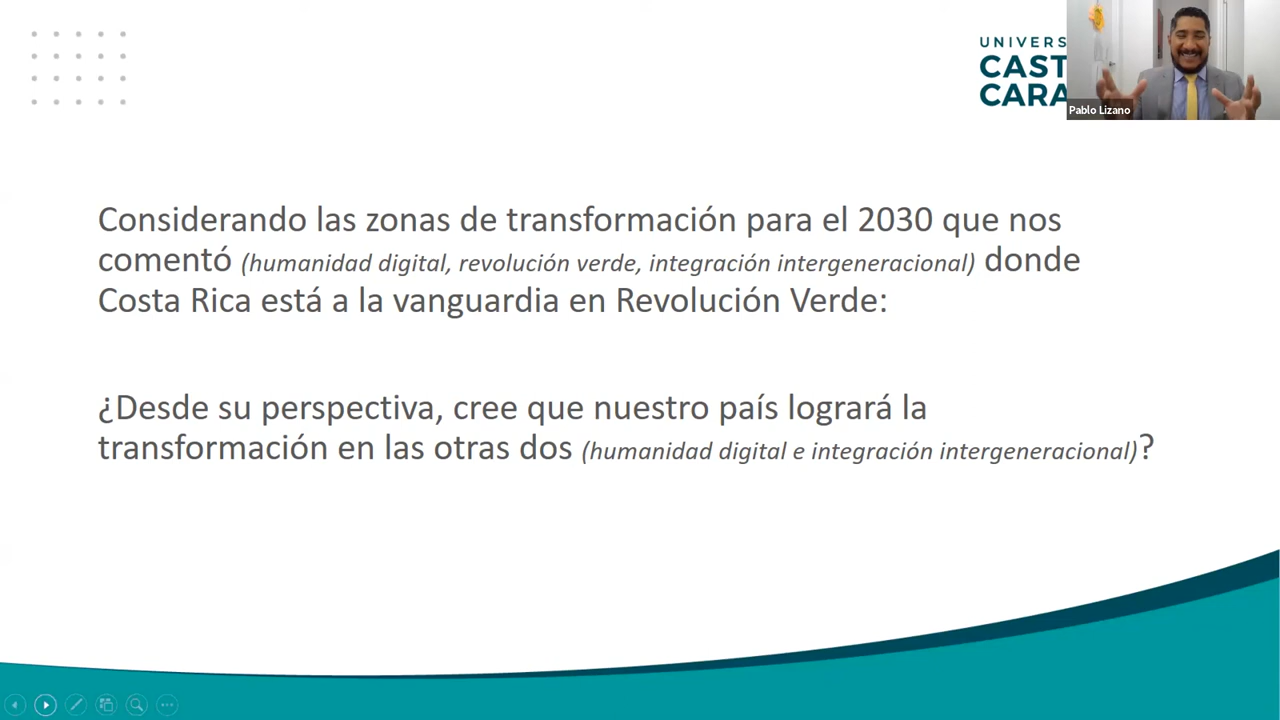 UNIVERS
CAST
CARA
Pablo Lizano
Considerando las zonas de transformación para el 2030 que nos
comentó (humanidad digital, revolución verde, integración intergeneracional) donde
Costa Rica está a la vanguardia en Revolución Verde:
¿Desde su perspectiva, cree que nuestro país logrará la
transformación en las otras dos (humanidad digital e integración intergeneracional)?